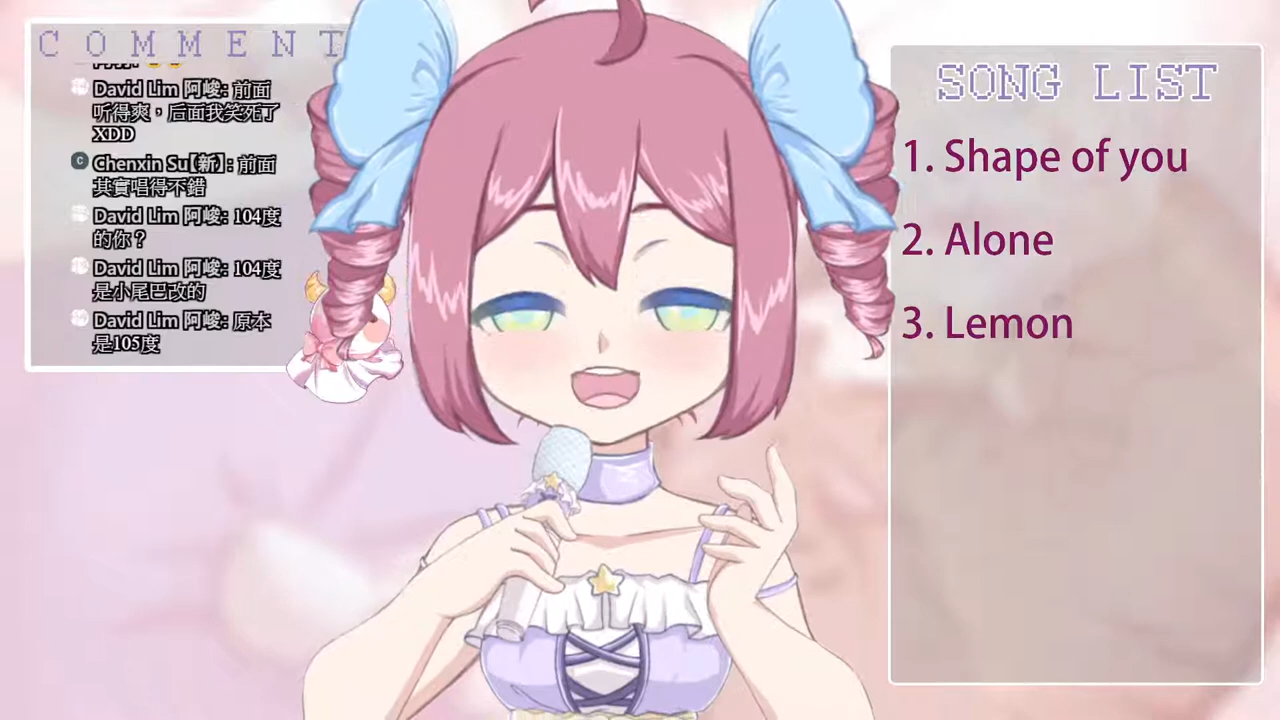 COMMENT
David Lim 阿峻: 前面
听得爽，后面我笑死了
XDD
C
Chenxin Su【新】: 前面
其實唱得不錯
David Lim 阿峻: 104度
的你？
David Lim 阿峻: 104度
是小尾巴改的
David Lim 阿峻: 原本
是105度
SONG LIST
1. Shape of you
2. Alone
3. Lemon